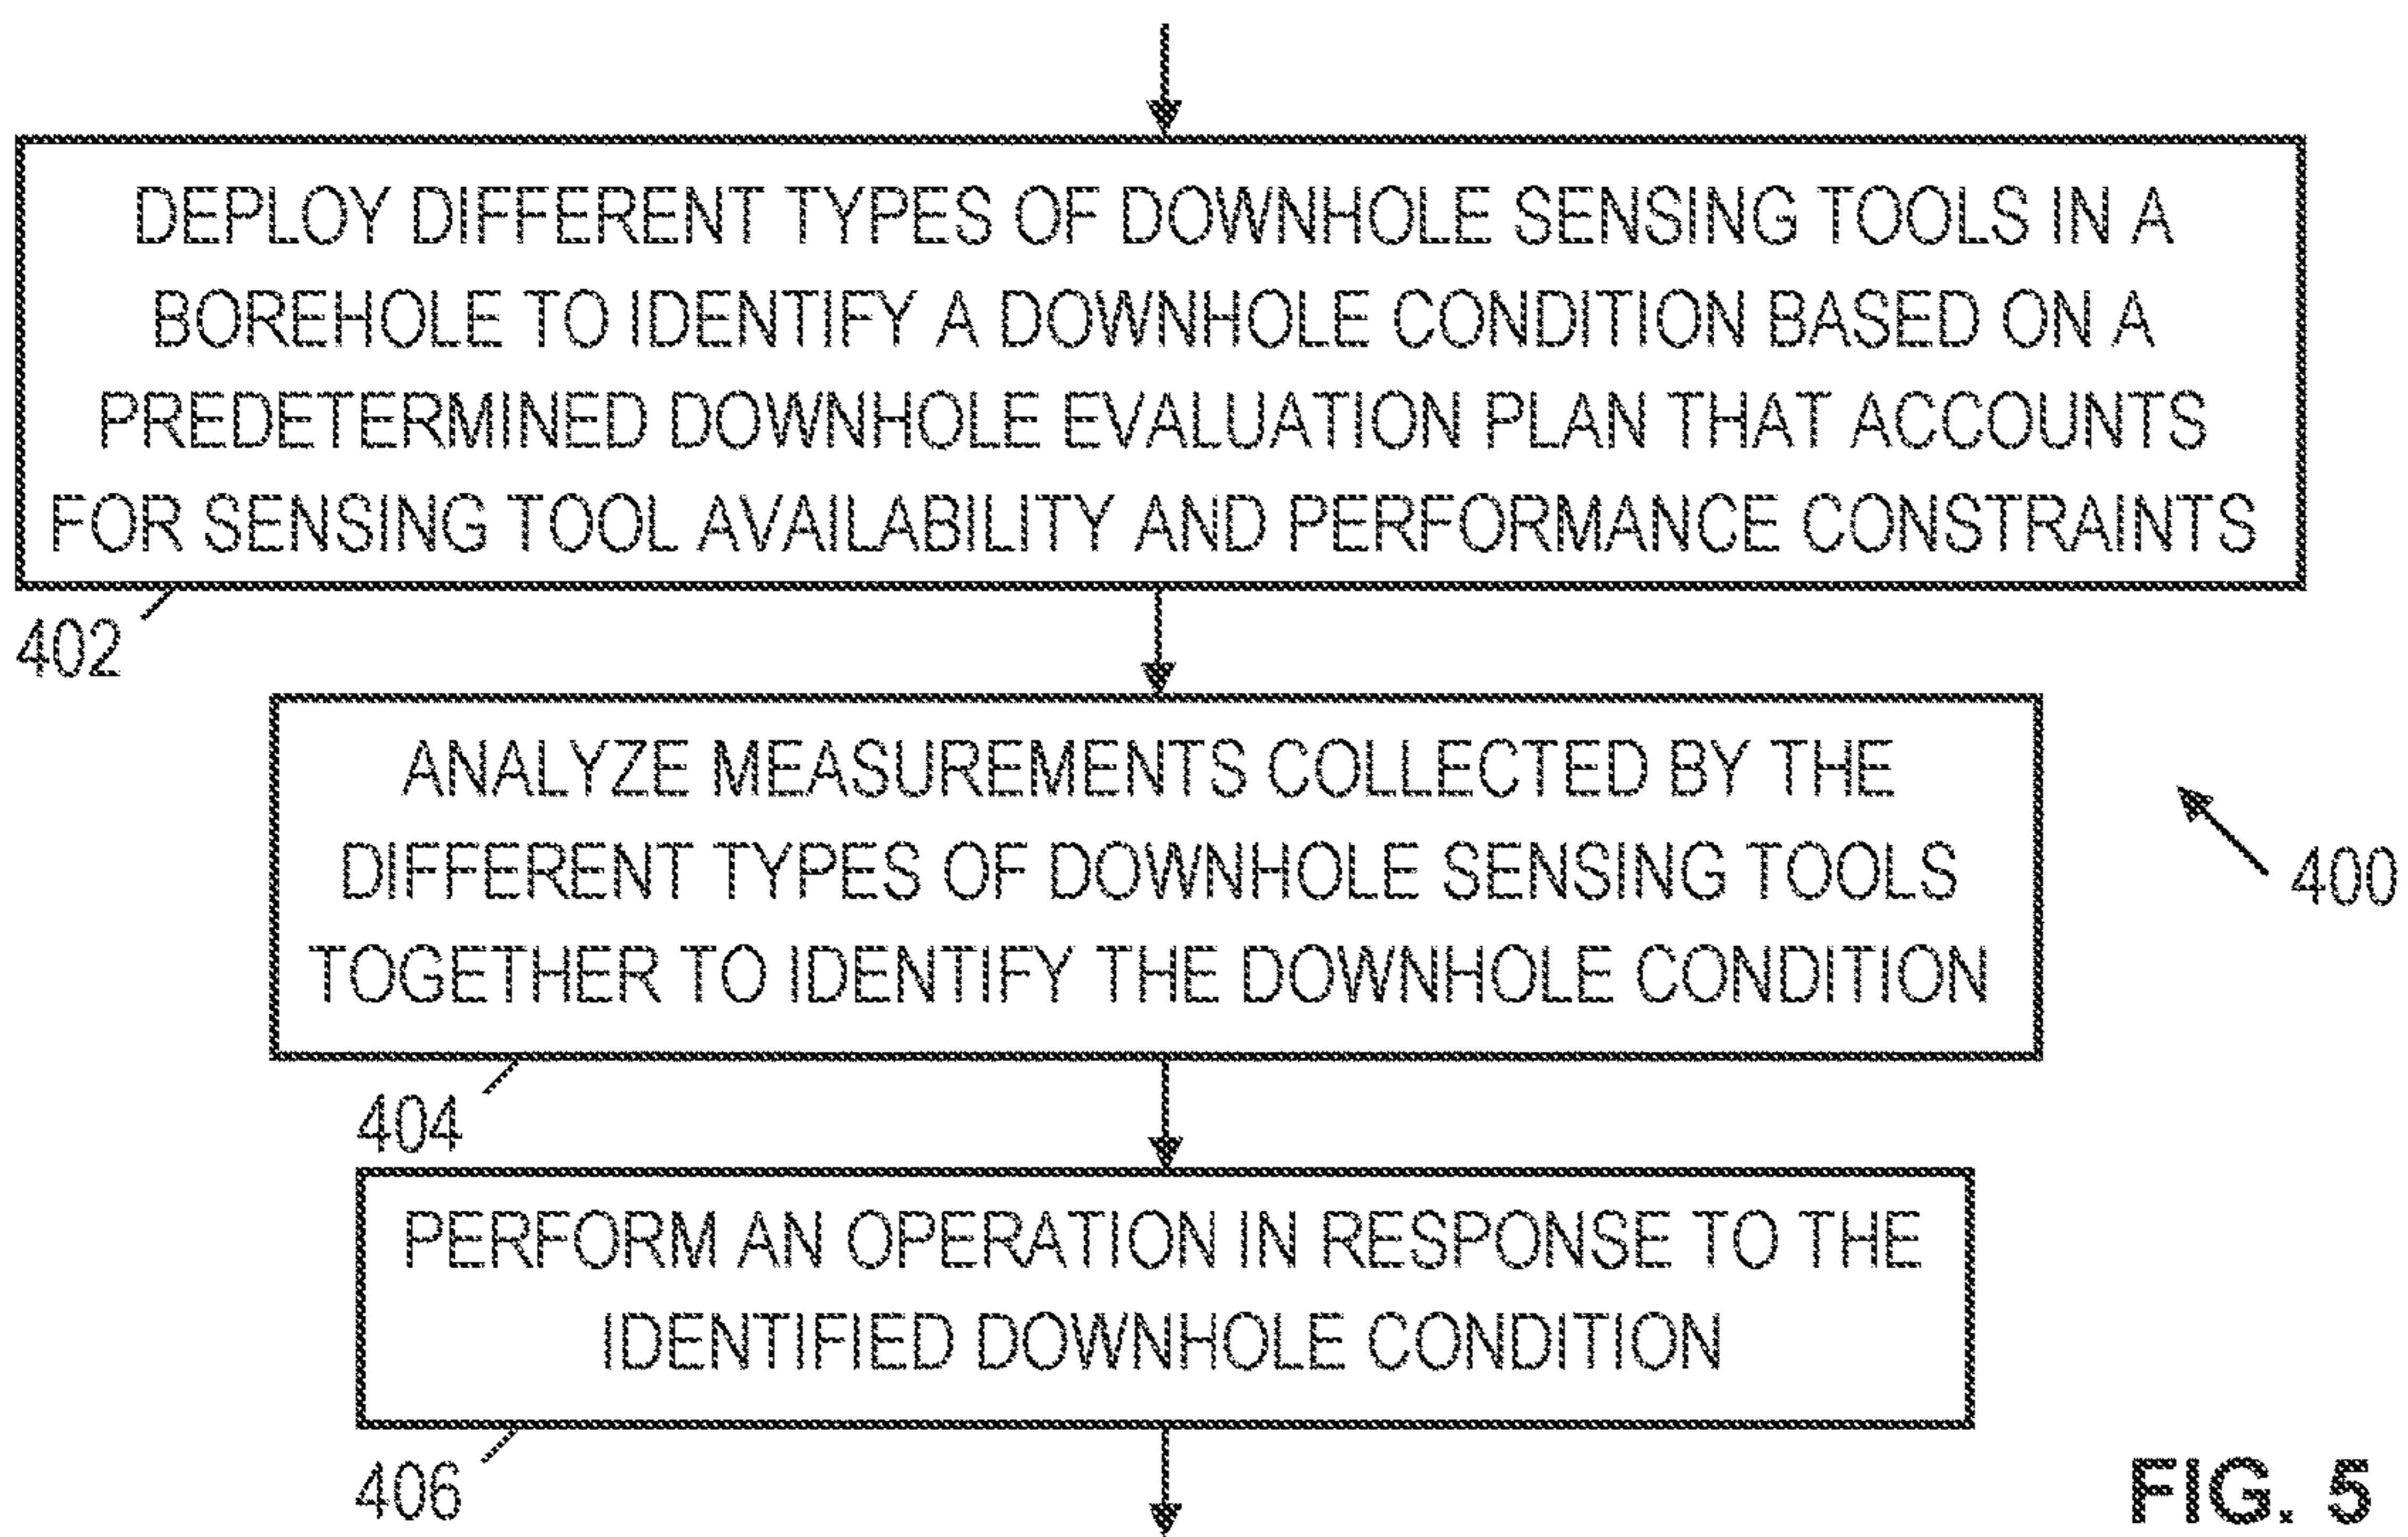 DEPLOY DIFFERENT TYPES OF DOWNHOLE SENSING TOOLS IN A
BOREHOLE TO IDENTIFY A DOWNHOLE CONDITION BASED ON A
PREDETERMINED DOWNHOLE EVALUATION PLAN THAT ACCOUNTS
FOR SENSING TOOL AVAILABILITY AND PERFORMANCE CONSTRAINTS
402
ANALYZE MEASUREMENTS COLLECTED BY THE
DIFFERENT TYPES OF DOWNHOLE SENSING TOOLS
TOGETHER TO IDENTIFY THE DOWNHOLE CONDITION
400
404
PERFORM AN OPERATION IN RESPONSE TO THE
IDENTIFIED DOWNHOLE CONDITION
406
FIG. 5